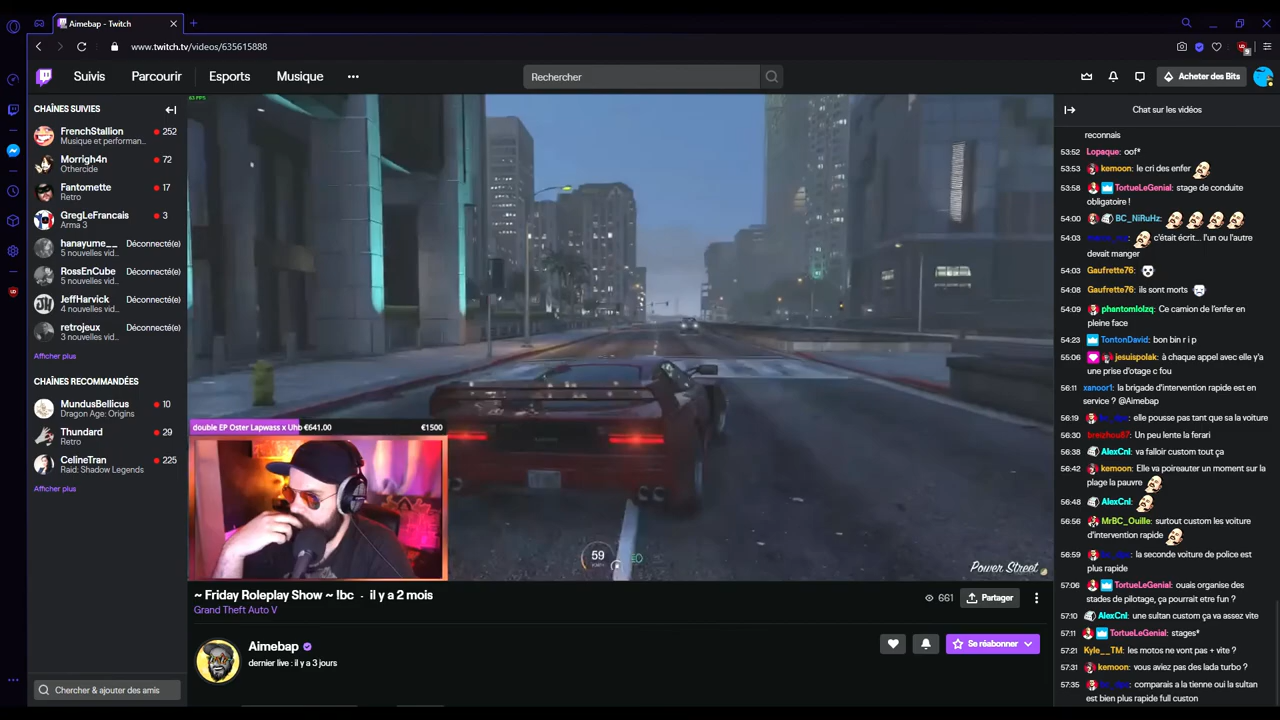 Aimebap - Twitch
www.twitch.tv/videos/635615888
Suivis
Parcourir
Esports
Musique
Rechercher
Acheter des Bits
CHAÎNES SUIVIES
FrenchStallion
252
Musique et performan...
Morrigh4n
72
Othercide
Fantomette
17
Retro
GregLeFrancais
3
Arma 3
hanayume__
Déconnecté(e)
5 nouvelles vid...
RossEnCube
Déconnecté(e)
5 nouvelles vid...
JeffHarvick
Déconnecté(e)
4 nouvelles vid...
retrojeux
Déconnecté(e)
3 nouvelles vid...
Afficher plus
CHAÎNES RECOMMANDÉES
MundusBellicus
10
Dragon Age: Origins
Thundard
29
Retro
CelineTran
225
Raid: Shadow Legends
Afficher plus
Chercher & ajouter des amis
83 FPS
double EP Oster Lapwass x Uho €641.00
€1500
59
Power Street
~ Friday Roleplay Show ~ !bc - il y a 2 mois
Grand Theft Auto V
661
Partager
Aimebap
dernier live : il y a 3 jours
Se réabonner
Chat sur les vidéos
reconnais
53:52 Lopaque: oof*
53:53 kemoon: le cri des enfer
53:58 TortueLeGenial: stage de conduite
obligatoire !
54:00 BC_NiRuHz:
54:03 : c'était écrit... l'un ou l'autre
devait manger
54:03 Gaufrette76:
54:08 Gaufrette76: ils sont morts
54:09 phantomlolzq: Ce camion de l'enfer en
pleine face
54:23 TontonDavid: bon bin r i p
55:06 jesuispolak: à chaque appel avec elle y'a
une prise d'otage c fou
56:11 xanoor1: la brigade d'intervention rapide est en
service ? @Aimebap
56:19 : elle pousse pas tant que sa la voiture
56:30 breizhou87: Un peu lente la ferari
56:38 AlexCnl: va falloir custom tout ça
56:42 kemoon: Elle va poireauter un moment sur la
plage la pauvre
56:48 AlexCnl:
56:56 MrBC_Ouille: surtout custom les voiture
d'intervention rapide
56:59 : la seconde voiture de police est
plus rapide
57:06 TortueLeGenial: ouais organise des
stades de pilotage, ça pourrait etre fun ?
57:10 AlexCnl: une sultan custom ça va assez vite
57:11 TortueLeGenial: stages*
57:21 Kyle__TM: les motos ne vont pas + vite ?
57:31 kemoon: vous aviez pas des lada turbo ?
57:35 : comparais a la tienne oui la sultan
est bien plus rapide full custon